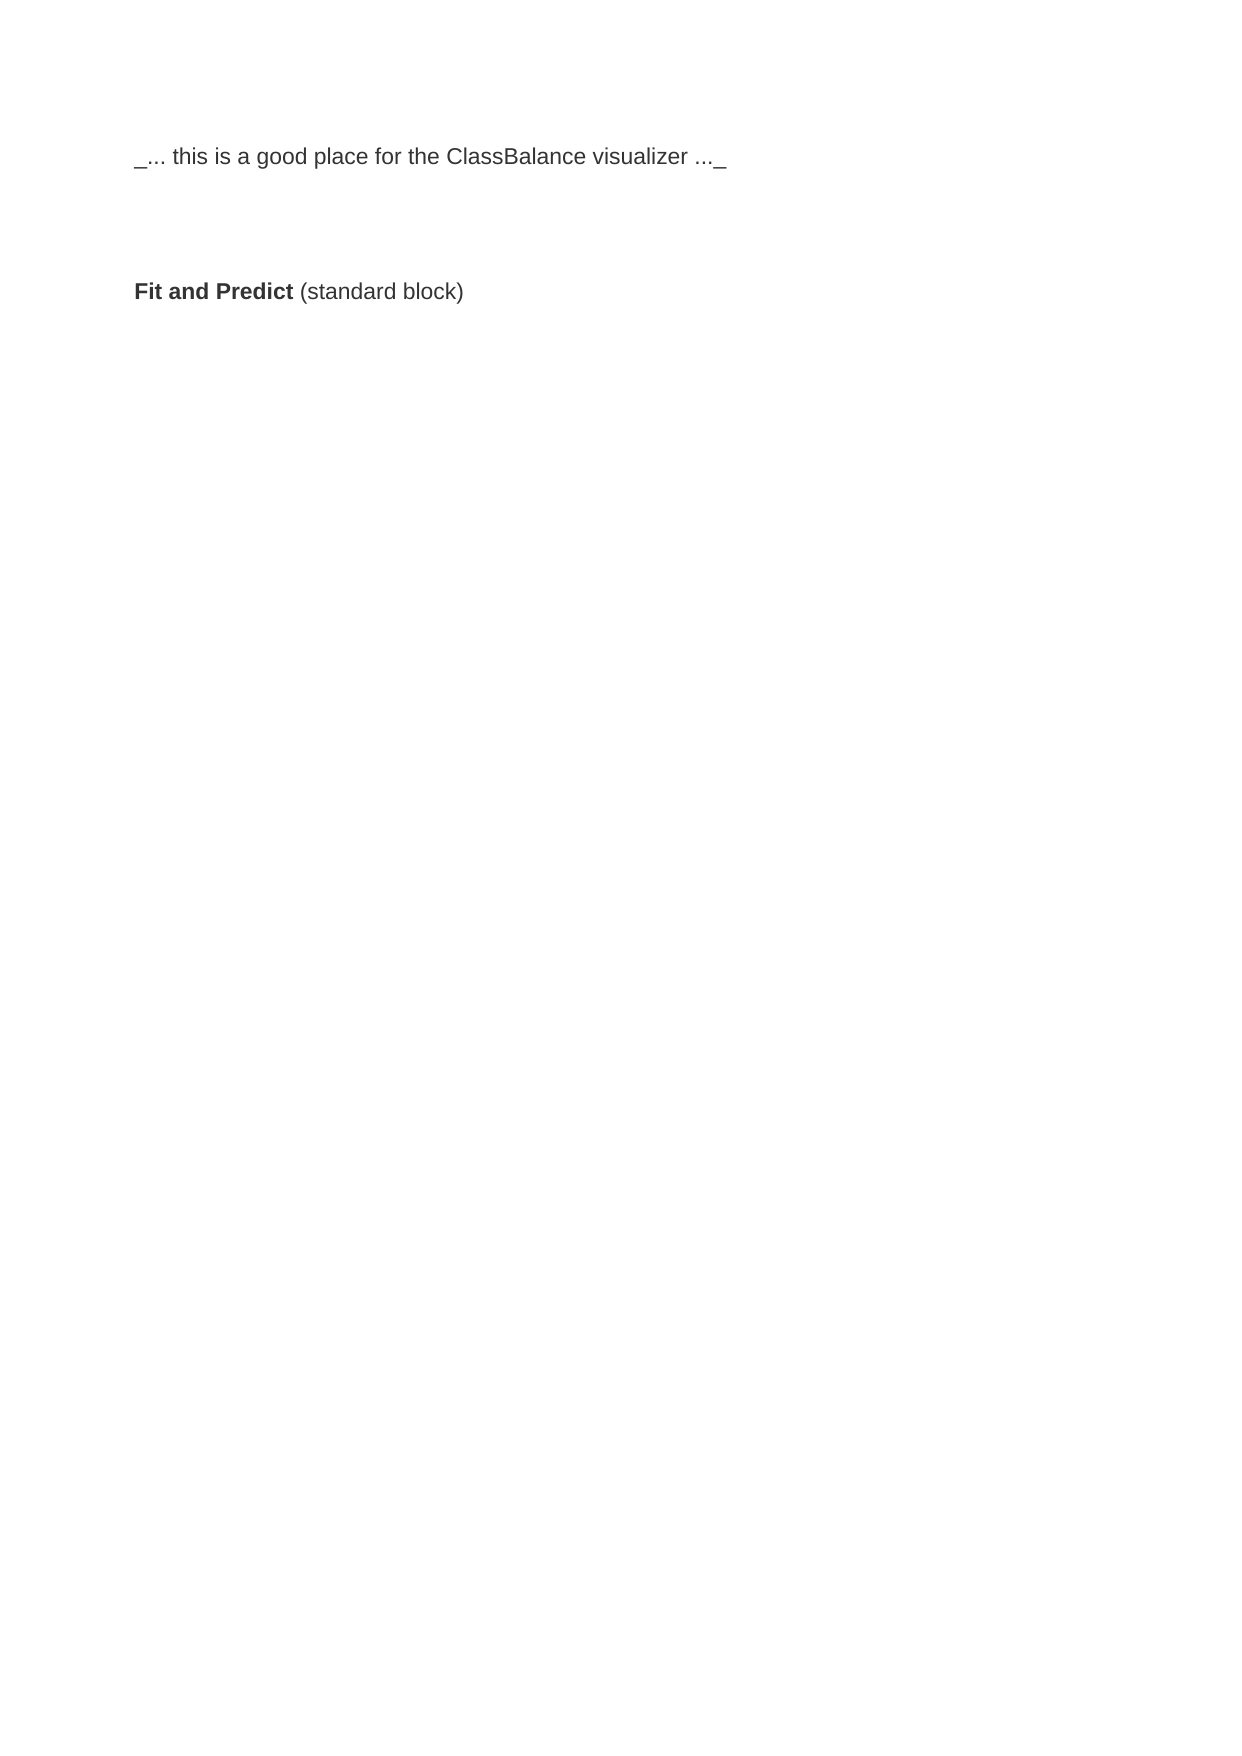 _... this is a good place for the ClassBalance visualizer ..._
Fit and Predict (standard block)